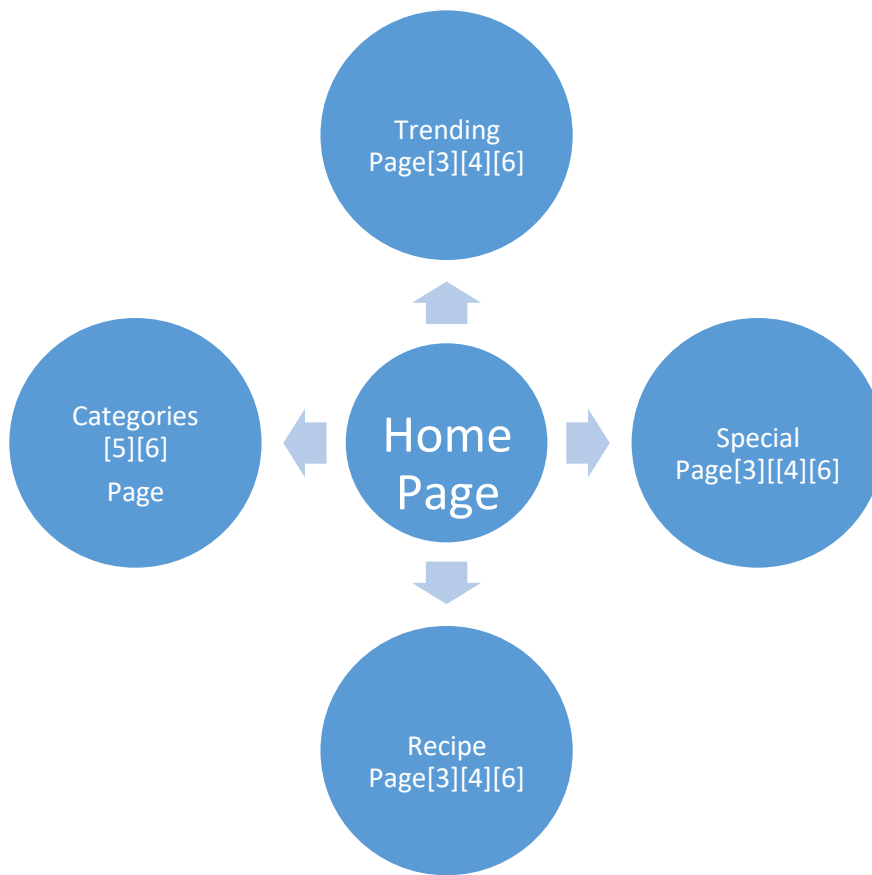 Trending
Page[3][4][6]
Categories
[5][6]
Page
Home
Page
Special
Page[3][[4][6]
Recipe
Page[3][4][6]